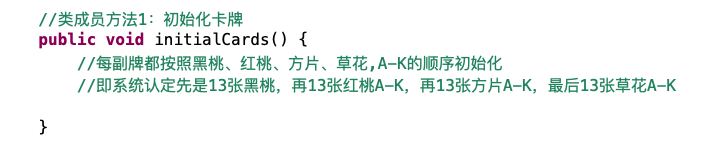 //类成员方法1：初始化卡牌
public void initialCards() {
//每副牌都按照黑桃、红桃、方片、草花,A-K的顺序初始化
//即系统认定先是13张黑桃，再13张红桃A-K，再13张方片A-K，最后13张草花A-K
}